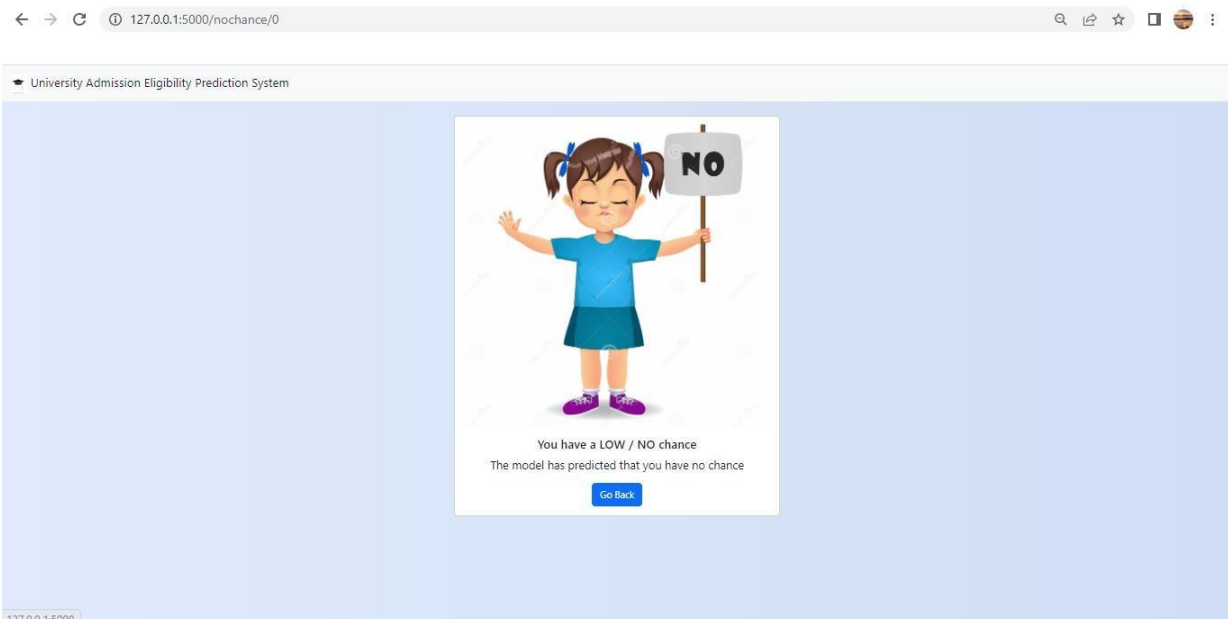 127.0.0.1:5000/nochance/0
University Admission Eligibility Prediction System
NO
You have a LOW / NO chance
The model has predicted that you have no chance
Go Back
127.0.0.1:5000